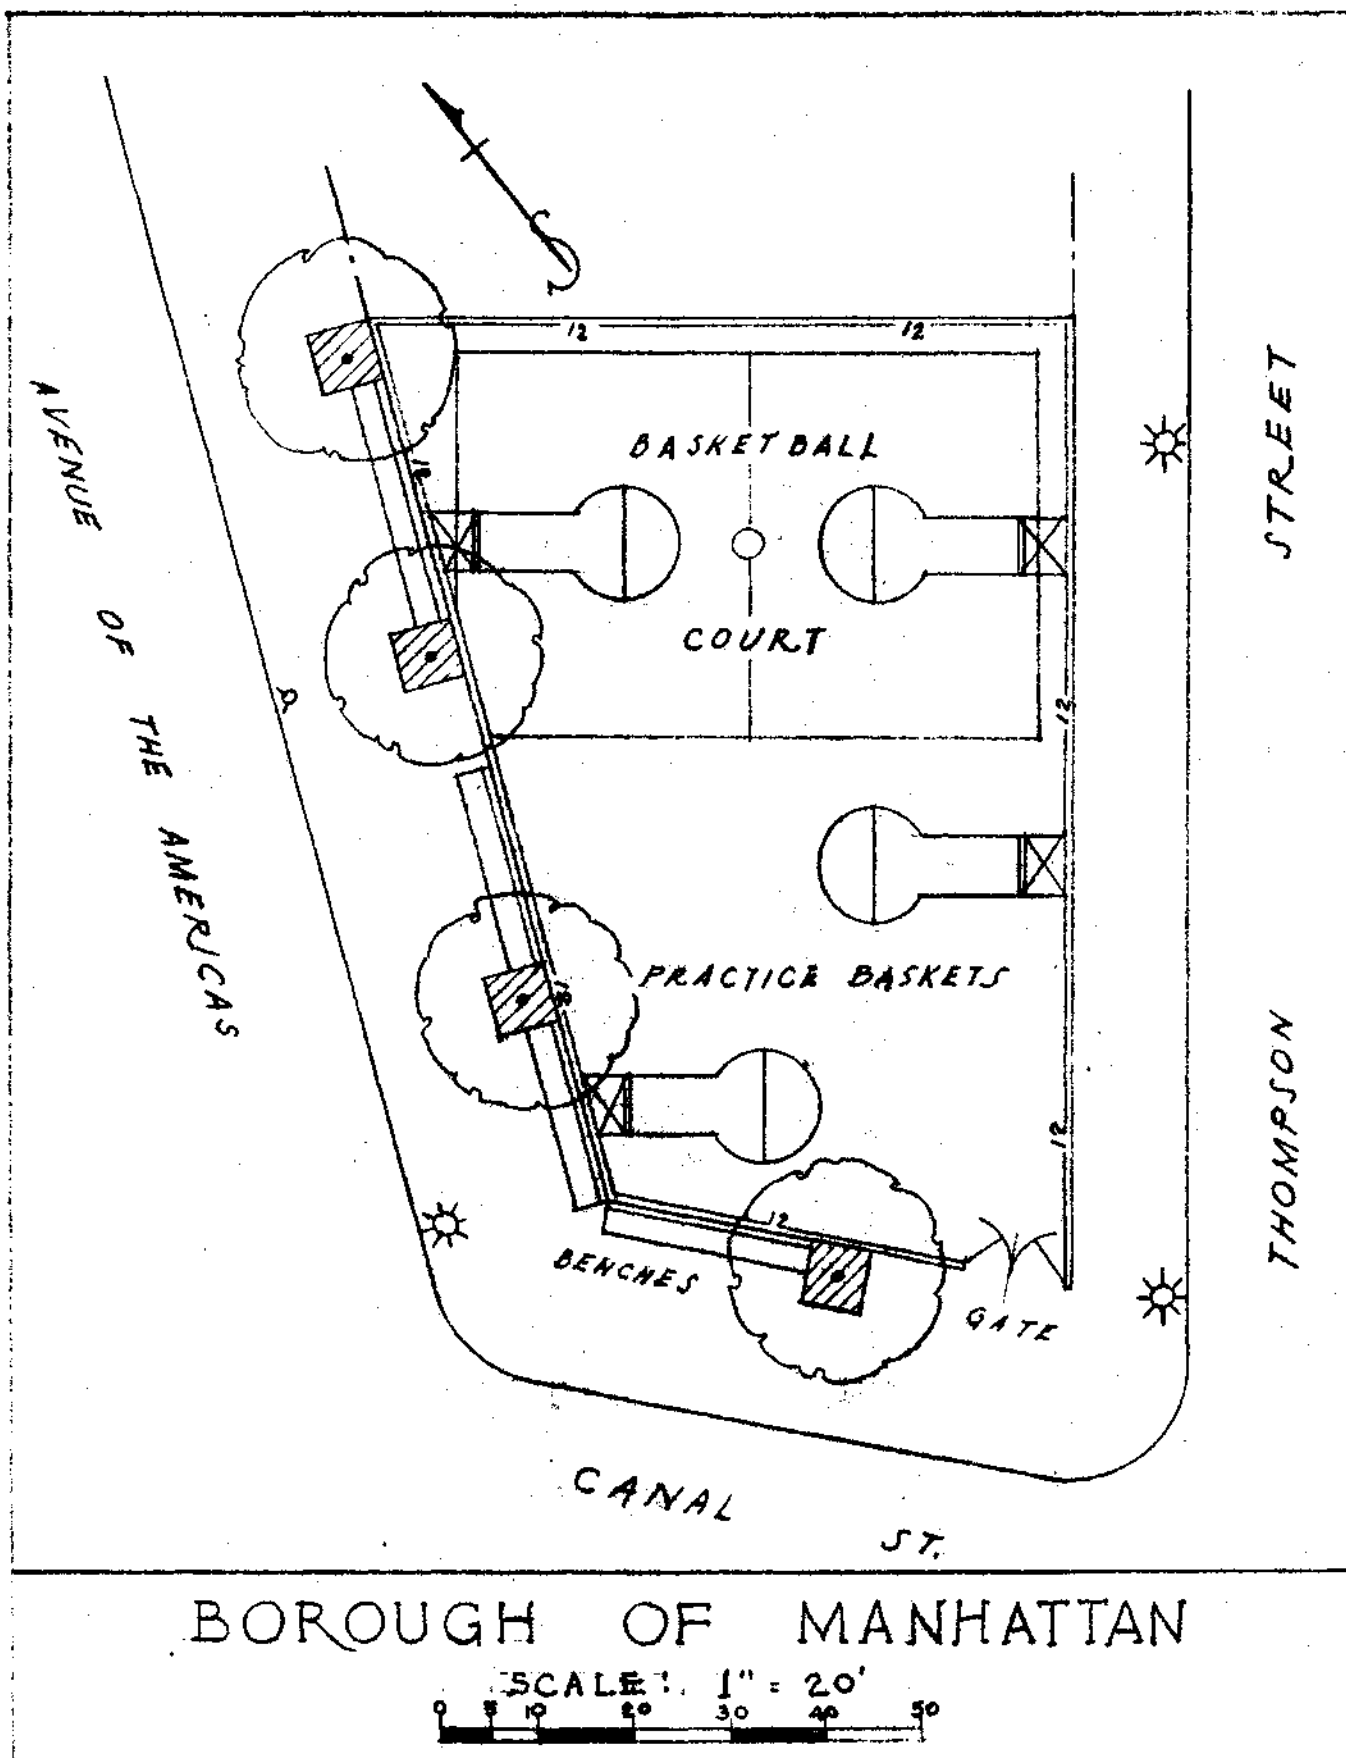 12 12
BASKETBALL
18
COURT
12
AVENUE OF THE AMERICAS
STREET
PRACTICE BASKETS
18
THOMPSON
12
12
BENCHES
GATE
CANAL ST.
BOROUGH OF MANHATTAN
SCALE: 1" = 20'
0 5 10 20 30 40 50